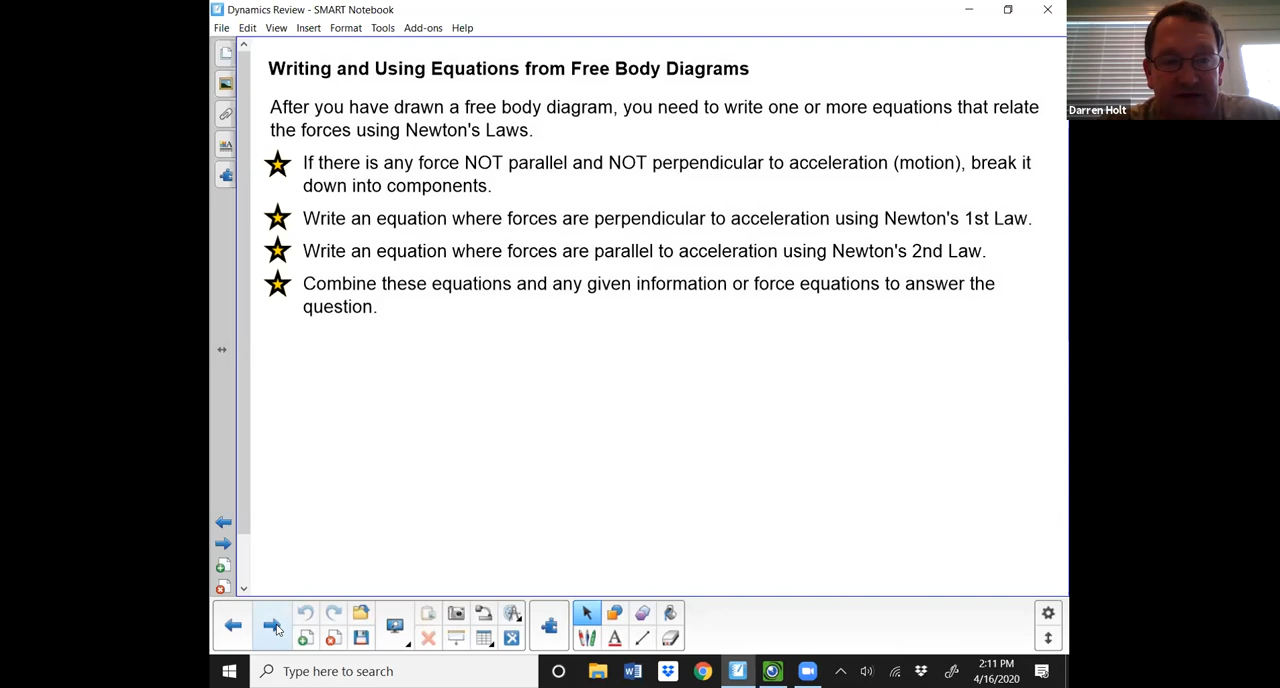 Dynamics Review - SMART Notebook
File Edit View Insert Format Tools Add-ons Help
Writing and Using Equations from Free Body Diagrams
After you have drawn a free body diagram, you need to write one or more equations that relate
the forces using Newton's Laws.
If there is any force NOT parallel and NOT perpendicular to acceleration (motion), break it
down into components.
Write an equation where forces are perpendicular to acceleration using Newton's 1st Law.
Write an equation where forces are parallel to acceleration using Newton's 2nd Law.
Combine these equations and any given information or force equations to answer the
question.
Darren Holt
Type here to search
2:11 PM
4/16/2020